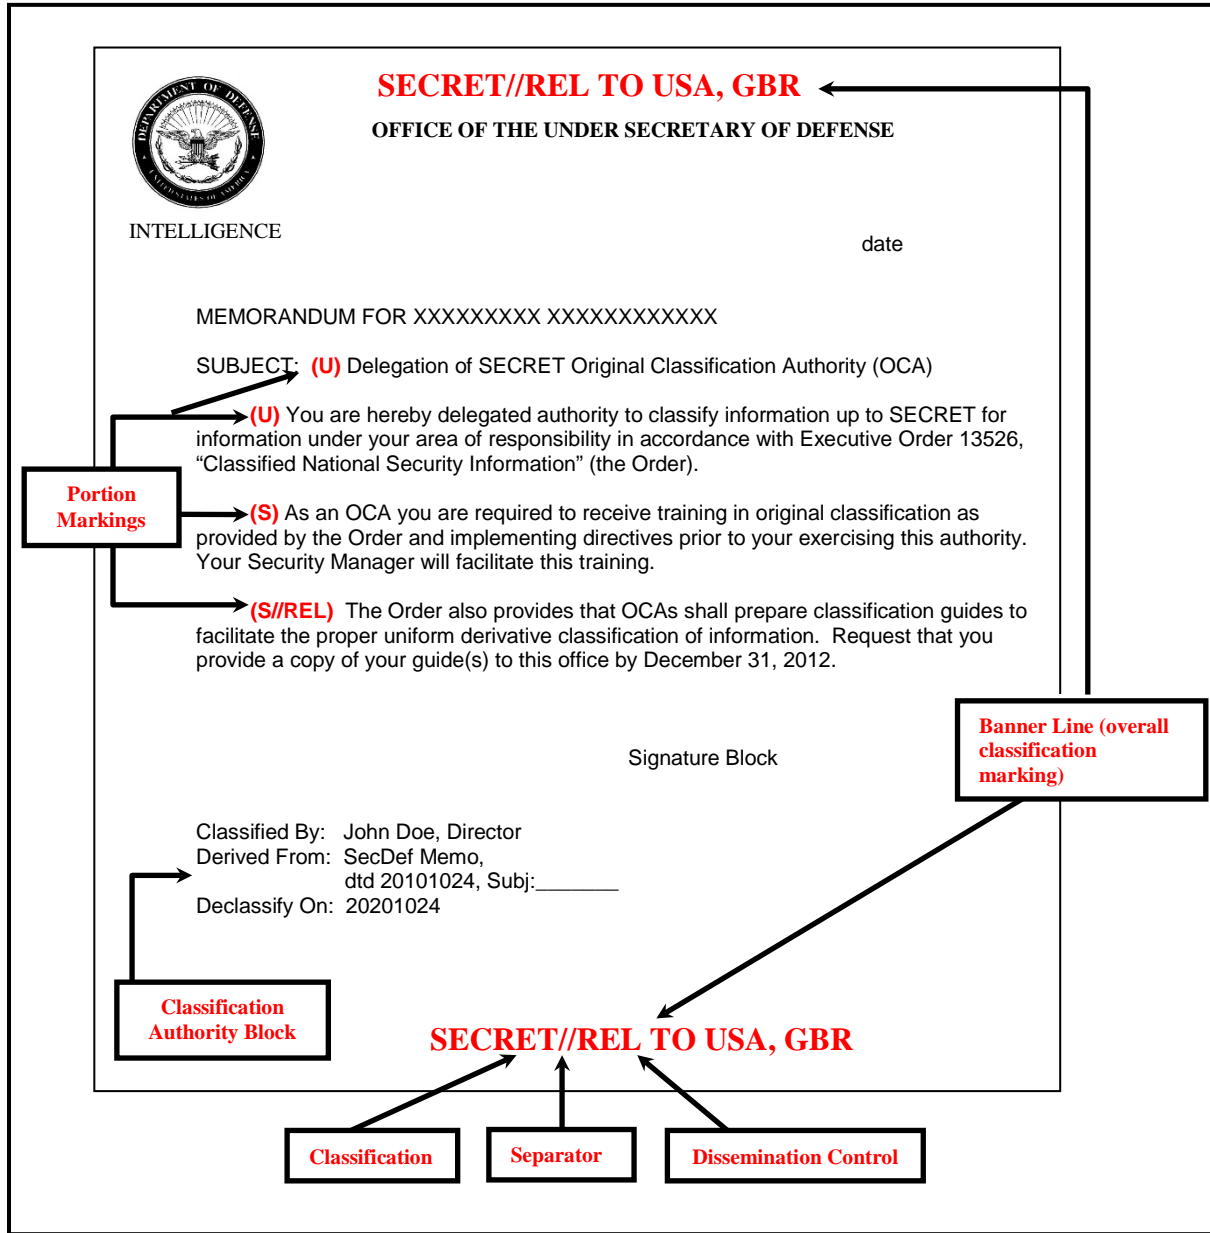 SECRET//REL TO USA, GBR
OFFICE OF THE UNDER SECRETARY OF DEFENSE
DEPARTMENT OF DEFENSE
UNITED STATES OF AMERICA
INTELLIGENCE
date
MEMORANDUM FOR XXXXXXXXX XXXXXXXXXXXX
SUBJECT: (U) Delegation of SECRET Original Classification Authority (OCA)
(U) You are hereby delegated authority to classify information up to SECRET for
information under your area of responsibility in accordance with Executive Order 13526,
“Classified National Security Information” (the Order).
Portion
Markings
(S) As an OCA you are required to receive training in original classification as
provided by the Order and implementing directives prior to your exercising this authority.
Your Security Manager will facilitate this training.
(S//REL) The Order also provides that OCAs shall prepare classification guides to
facilitate the proper uniform derivative classification of information. Request that you
provide a copy of your guide(s) to this office by December 31, 2012.
Banner Line (overall
classification
marking)
Signature Block
Classified By: John Doe, Director
Derived From: SecDef Memo,
dtd 20101024, Subj:_______
Declassify On: 20201024
Classification
Authority Block
SECRET//REL TO USA, GBR
Classification
Separator
Dissemination Control